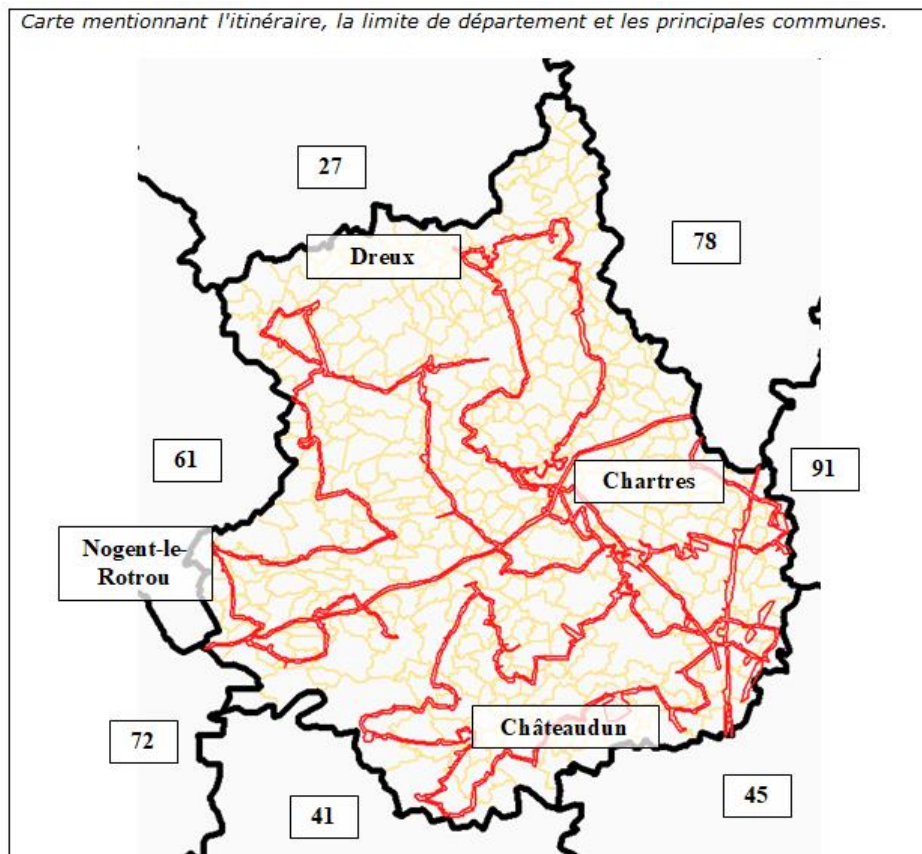 Carte mentionnant l'itinéraire, la limite de département et les principales communes.
27
78
Dreux
61
91
Chartres
Nogent-le-
Rotrou
72
Châteaudun
45
41